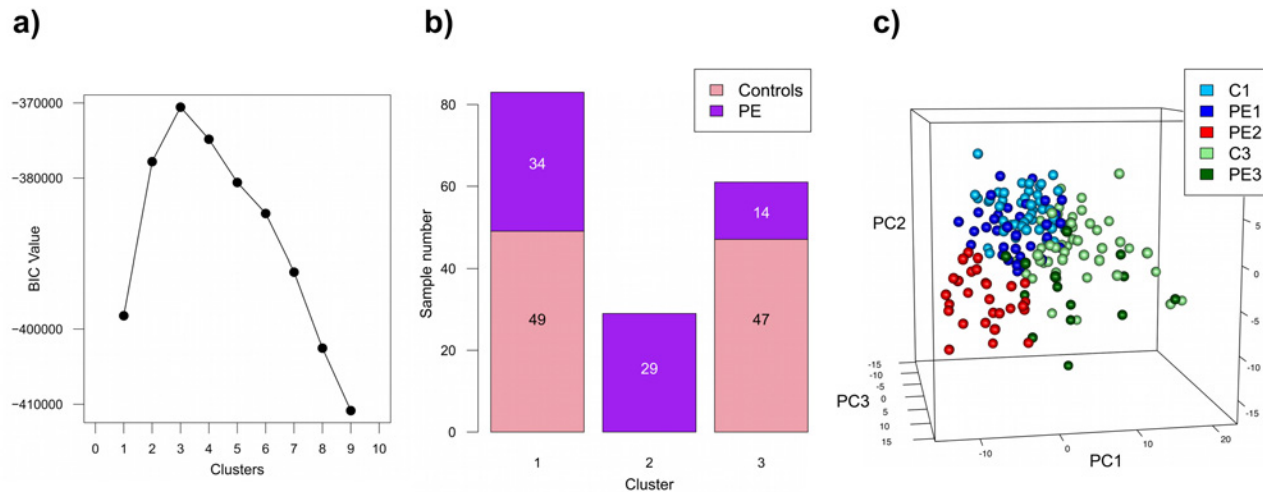 a)
−370000
−380000
−400000
−410000
BIC Value
0 1 2 3 4 5 6 7 8 9 10
Clusters
b)
Controls
PE
80
60
40
20
0
Sample number
34
49
29
14
47
1 2 3
Cluster
c)
C1
PE1
PE2
C3
PE3
PC2
5
0
-5
-10
-15
-15
-10
-5
0
5
10
15
PC3
-10 0 10 20
PC1